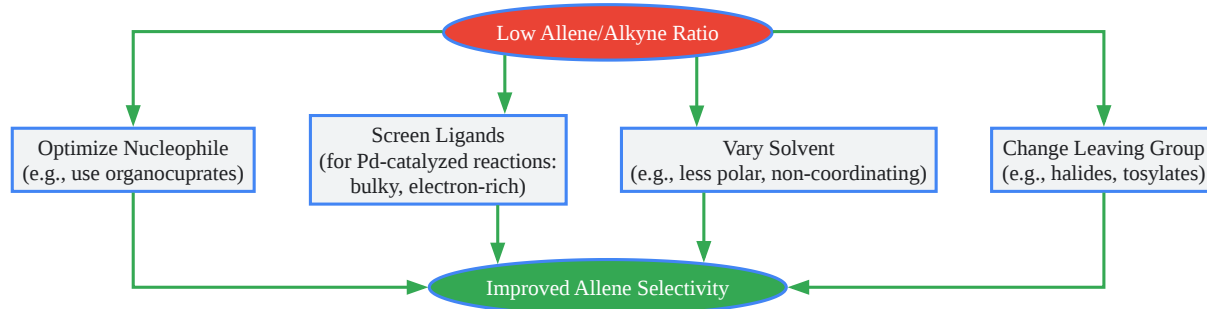 Low Allene/Alkyne Ratio
Optimize Nucleophile
(e.g., use organocuprates)
Screen Ligands
(for Pd-catalyzed reactions:
bulky, electron-rich)
Vary Solvent
(e.g., less polar, non-coordinating)
Change Leaving Group
(e.g., halides, tosylates)
Improved Allene Selectivity